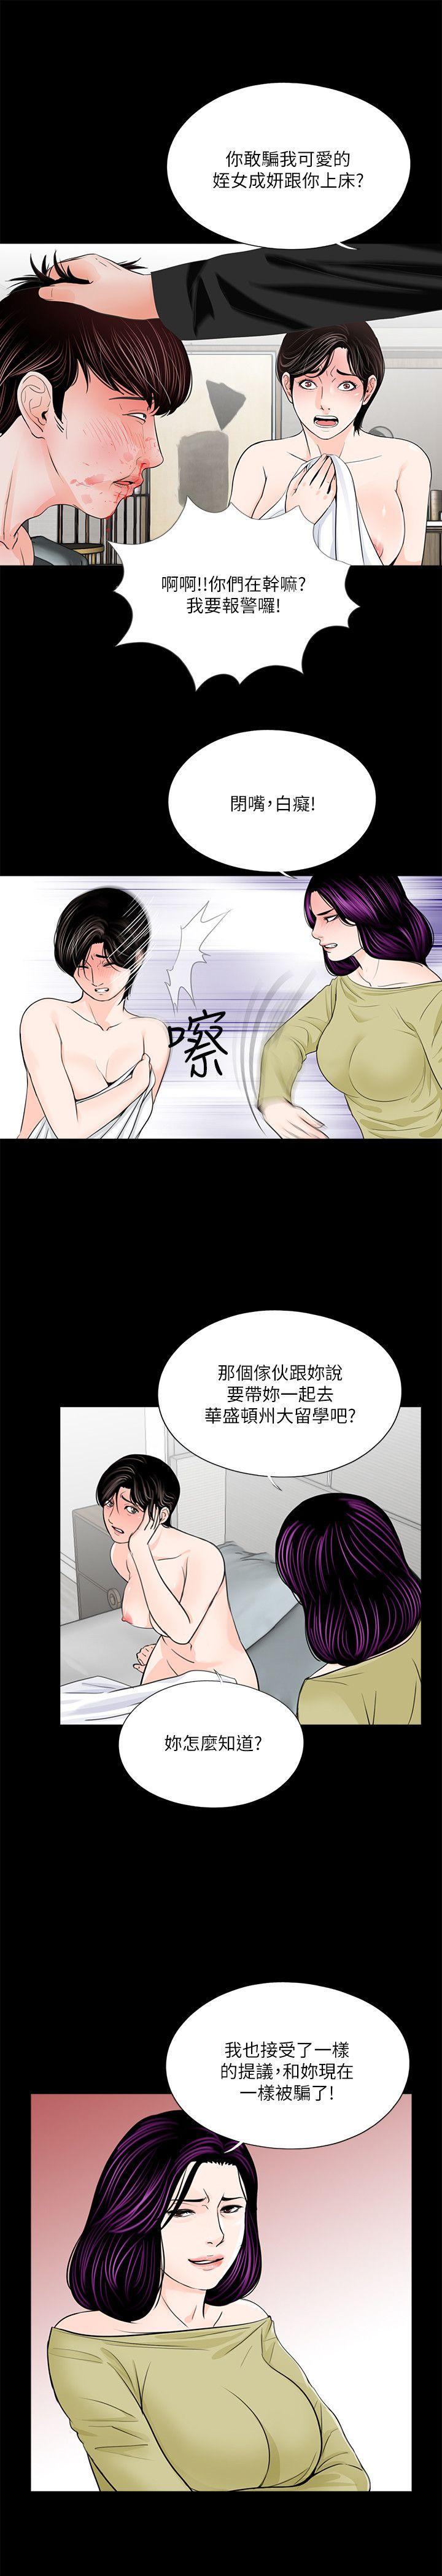 你敢騙我可愛的
姪女成妍跟你上床?
啊啊!!你們在幹嘛?
我要報警囉!
閉嘴,白癡!
嚓
那個傢伙跟妳說
要帶妳一起去
華盛頓州大留學吧?
妳怎麼知道?
我也接受了一樣
的提議,和妳現在
一樣被騙了!